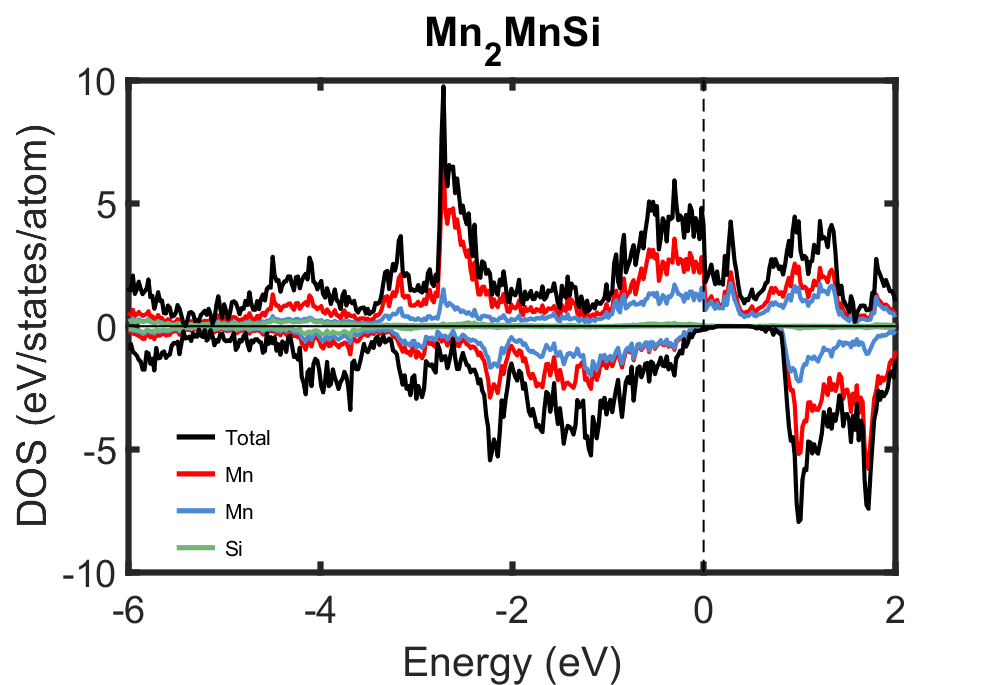 Mn₂MnSi
10
5
0
-5
-10
DOS (eV/states/atom)
Total
Mn
Mn
Si
-6 -4 -2 0 2
Energy (eV)